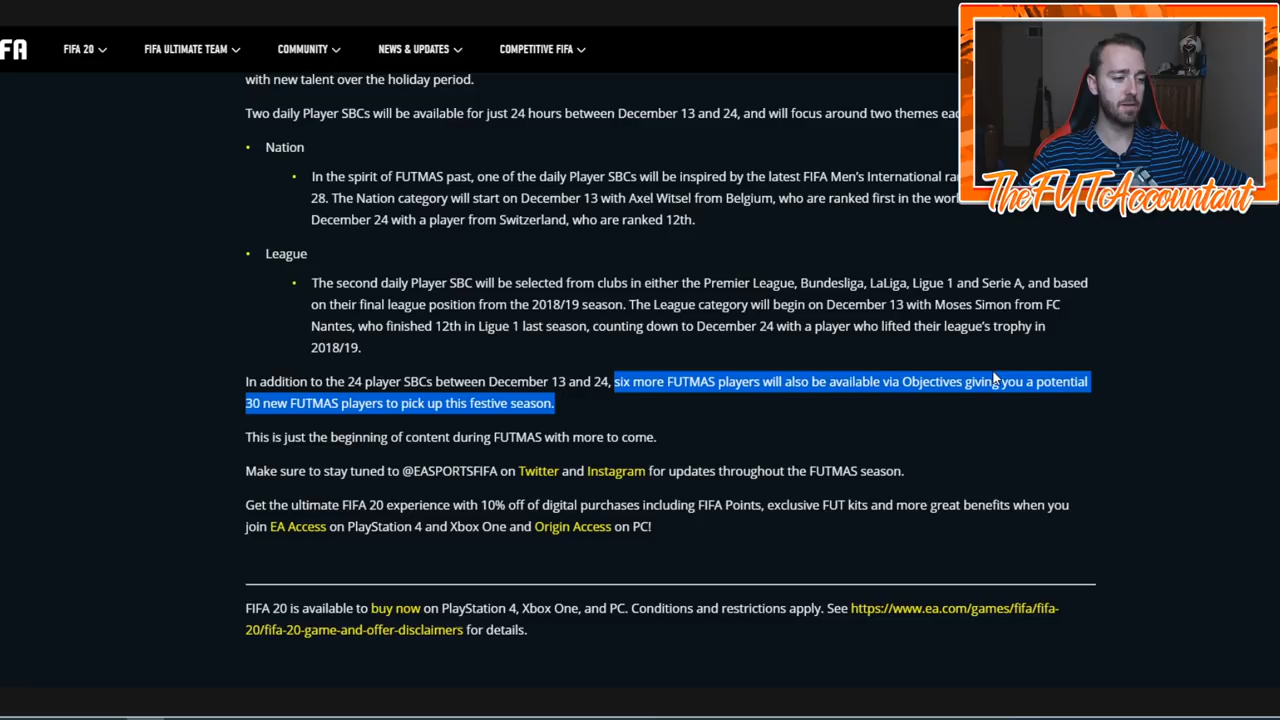 FA
FIFA 20
FIFA ULTIMATE TEAM
COMMUNITY
NEWS & UPDATES
COMPETITIVE FIFA
with new talent over the holiday period.
Two daily Player SBCs will be available for just 24 hours between December 13 and 24, and will focus around two themes eac
• Nation
• In the spirit of FUTMAS past, one of the daily Player SBCs will be inspired by the latest FIFA Men's International ran
28. The Nation category will start on December 13 with Axel Witsel from Belgium, who are ranked first in the worl
December 24 with a player from Switzerland, who are ranked 12th.
• League
• The second daily Player SBC will be selected from clubs in either the Premier League, Bundesliga, LaLiga, Ligue 1 and Serie A, and based
on their final league position from the 2018/19 season. The League category will begin on December 13 with Moses Simon from FC
Nantes, who finished 12th in Ligue 1 last season, counting down to December 24 with a player who lifted their league's trophy in
2018/19.
In addition to the 24 player SBCs between December 13 and 24, six more FUTMAS players will also be available via Objectives giving you a potential
30 new FUTMAS players to pick up this festive season.
This is just the beginning of content during FUTMAS with more to come.
Make sure to stay tuned to @EASPORTSFIFA on Twitter and Instagram for updates throughout the FUTMAS season.
Get the ultimate FIFA 20 experience with 10% off of digital purchases including FIFA Points, exclusive FUT kits and more great benefits when you
join EA Access on PlayStation 4 and Xbox One and Origin Access on PC!
FIFA 20 is available to buy now on PlayStation 4, Xbox One, and PC. Conditions and restrictions apply. See https://www.ea.com/games/fifa/fifa-
20/fifa-20-game-and-offer-disclaimers for details.
TheFUTAccountant